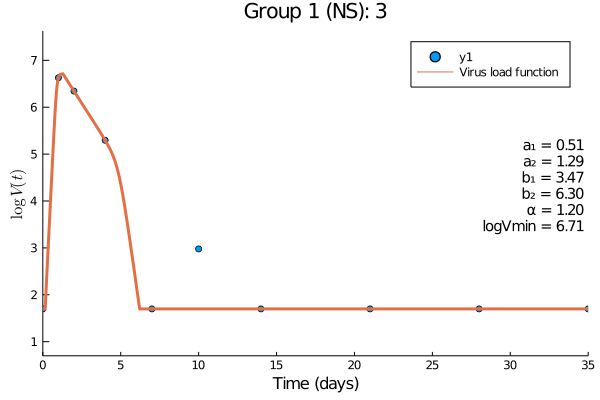 Group 1 (NS): 3
y1
Virus load function
a₁ = 0.51
a₂ = 1.29
b₁ = 3.47
b₂ = 6.30
α = 1.20
logVmin = 6.71
log V(t)
7
6
5
4
3
2
1
0 5 10 15 20 25 30 35
Time (days)